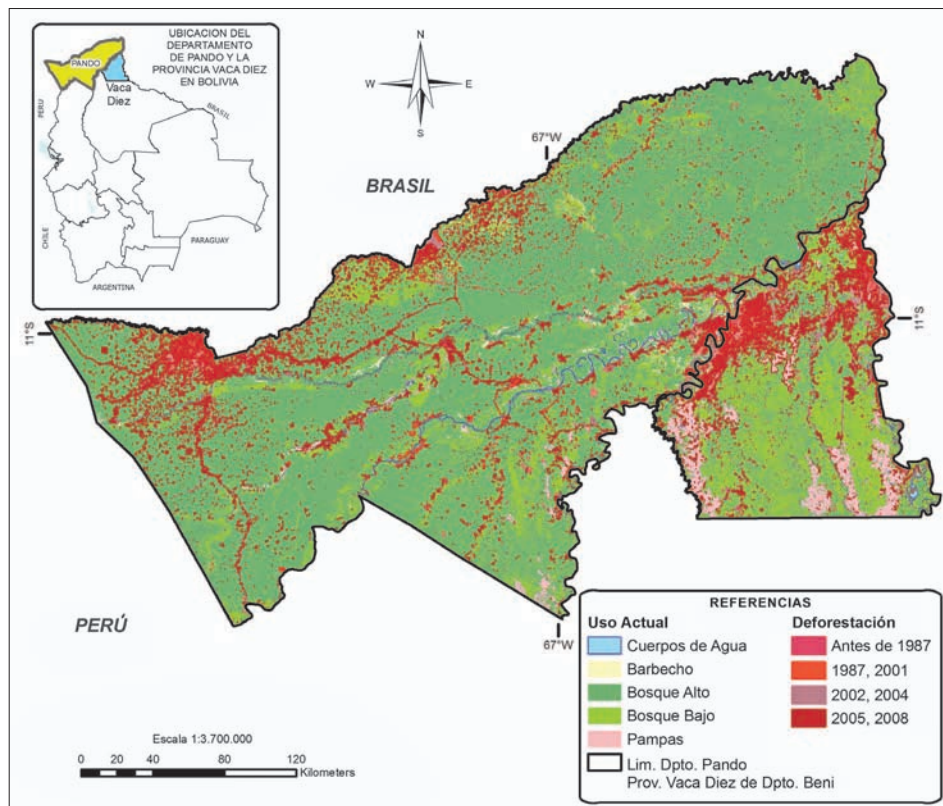 UBICACION DEL
DEPARTAMENTO
DE PANDO Y LA
PROVINCIA VACA DIEZ
EN BOLIVIA
PANDO
Vaca
Diez
PERU
BRASIL
CHILE
PARAGUAY
ARGENTINA
N
W
E
S
67°W
BRASIL
11°S
11°S
PERÚ
67°W
Escala 1:3.700.000
0 20 40 80 120
Kilometers
REFERENCIAS
Uso Actual
Cuerpos de Agua
Barbecho
Bosque Alto
Bosque Bajo
Pampas
Lim. Dpto. Pando
Prov. Vaca Diez de Dpto. Beni
Deforestación
Antes de 1987
1987, 2001
2002, 2004
2005, 2008